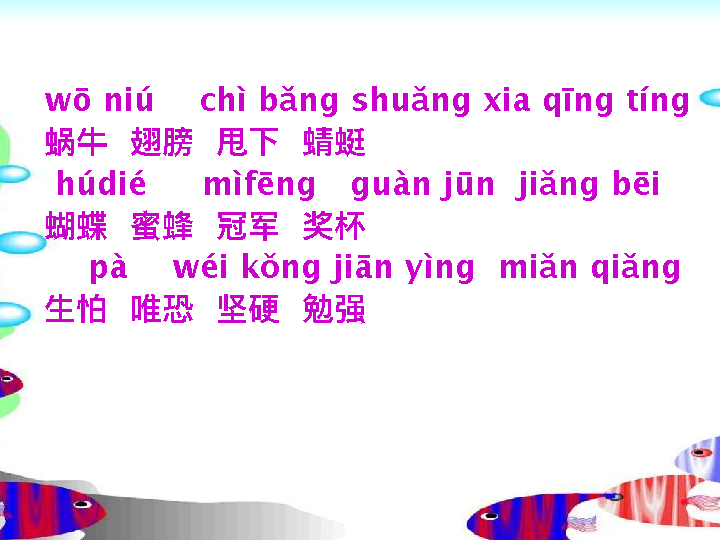 wō niú chì bǎng shuǎng xia qīng tíng
蜗牛 翅膀 甩下 蜻蜓
húdié mìfēng guàn jūn jiǎng bēi
蝴蝶 蜜蜂 冠军 奖杯
pà wéi kǒng jiān yìng miǎn qiǎng
生怕 唯恐 坚硬 勉强